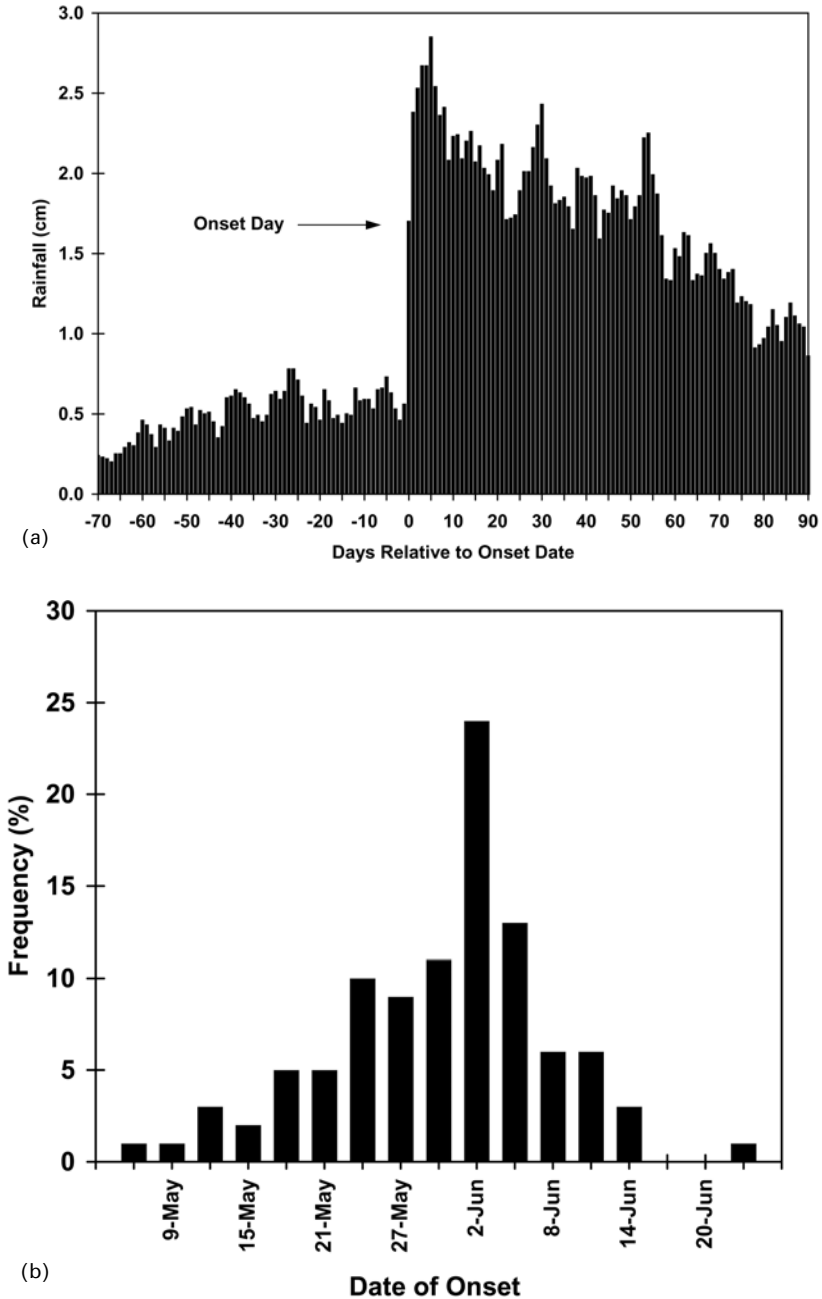 3.0
2.5
2.0
1.5
1.0
0.5
0.0
Rainfall (cm)
Onset Day
-70 -60 -50 -40 -30 -20 -10 0 10 20 30 40 50 60 70 80 90
(a)
Days Relative to Onset Date
30
25
20
15
10
5
0
Frequency (%)
9-May 15-May 21-May 27-May 2-Jun 8-Jun 14-Jun 20-Jun
(b)
Date of Onset